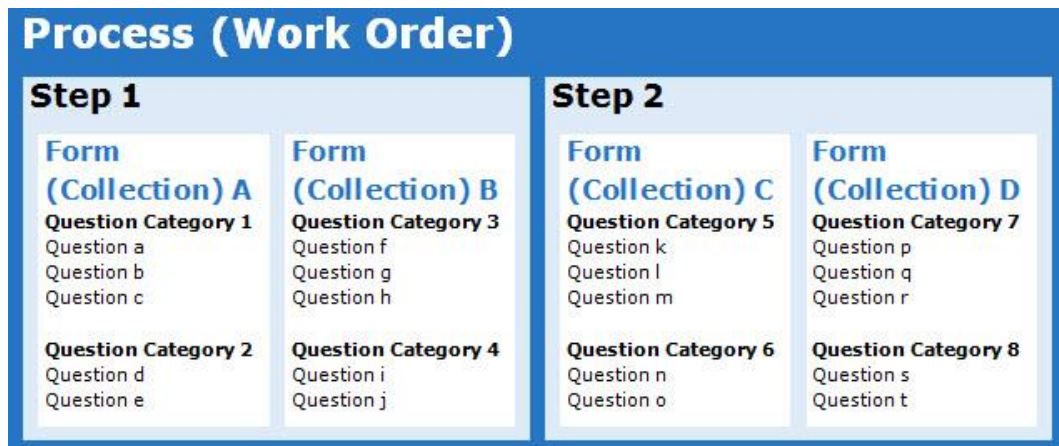 Process (Work Order)
Step 1
Form
(Collection) A
Question Category 1
Question a
Question b
Question c
Question Category 2
Question d
Question e
Form
(Collection) B
Question Category 3
Question f
Question g
Question h
Question Category 4
Question i
Question j
Step 2
Form
(Collection) C
Question Category 5
Question k
Question l
Question m
Question Category 6
Question n
Question o
Form
(Collection) D
Question Category 7
Question p
Question q
Question r
Question Category 8
Question s
Question t